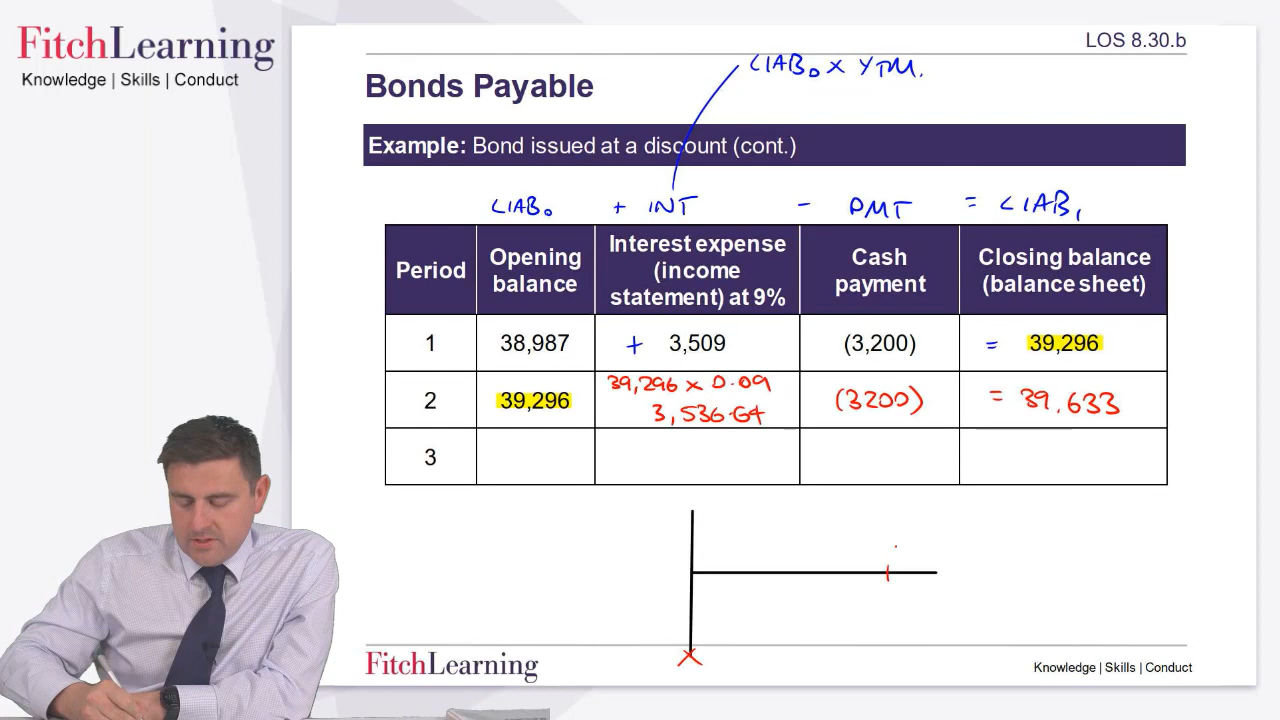 FitchLearning
Knowledge | Skills | Conduct
LOS 8.30.b
Bonds Payable
LIAB₀ x YTM.
Example: Bond issued at a discount (cont.)
LIAB₀ + INT - PMT = LIAB₁
Period
Opening balance
Interest expense (income statement) at 9%
Cash payment
Closing balance (balance sheet)
1 38,987 + 3,509 (3,200) = 39,296
2 39,296 39,296 x 0.09 3,536.64 (3200) = 39.633
3
FitchLearning
Knowledge | Skills | Conduct